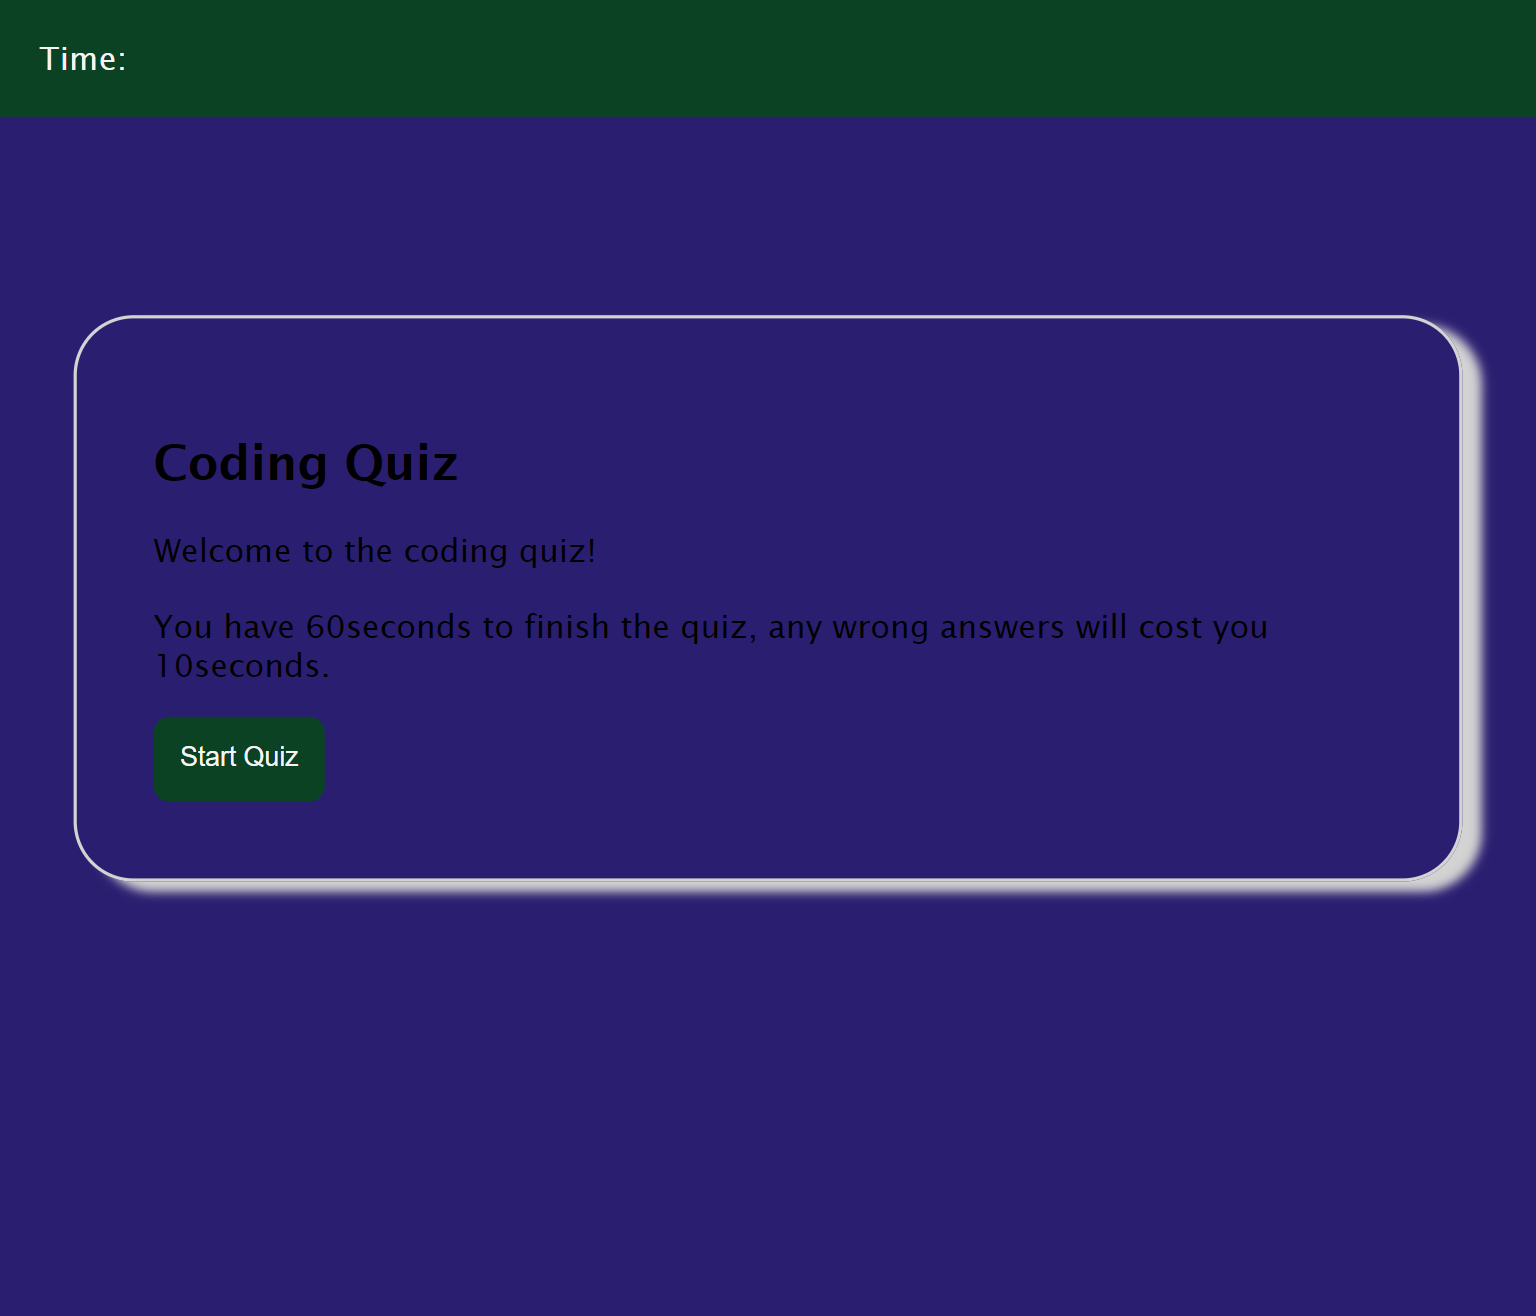 Time:
Coding Quiz
Welcome to the coding quiz!
You have 60seconds to finish the quiz, any wrong answers will cost you
10seconds.
Start Quiz